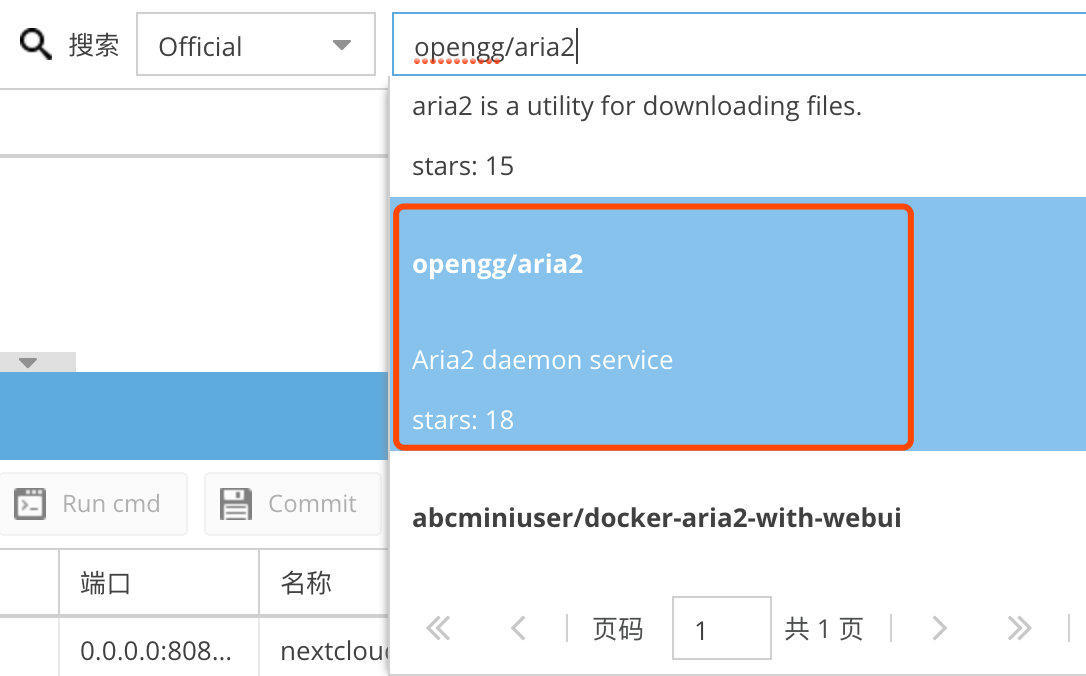 搜索 Official opengg/aria2
aria2 is a utility for downloading files.
stars: 15
opengg/aria2
Aria2 daemon service
stars: 18
abcminiuser/docker-aria2-with-webui
页码 1 共 1 页
Run cmd Commit
端口 名称
0.0.0.0:808...